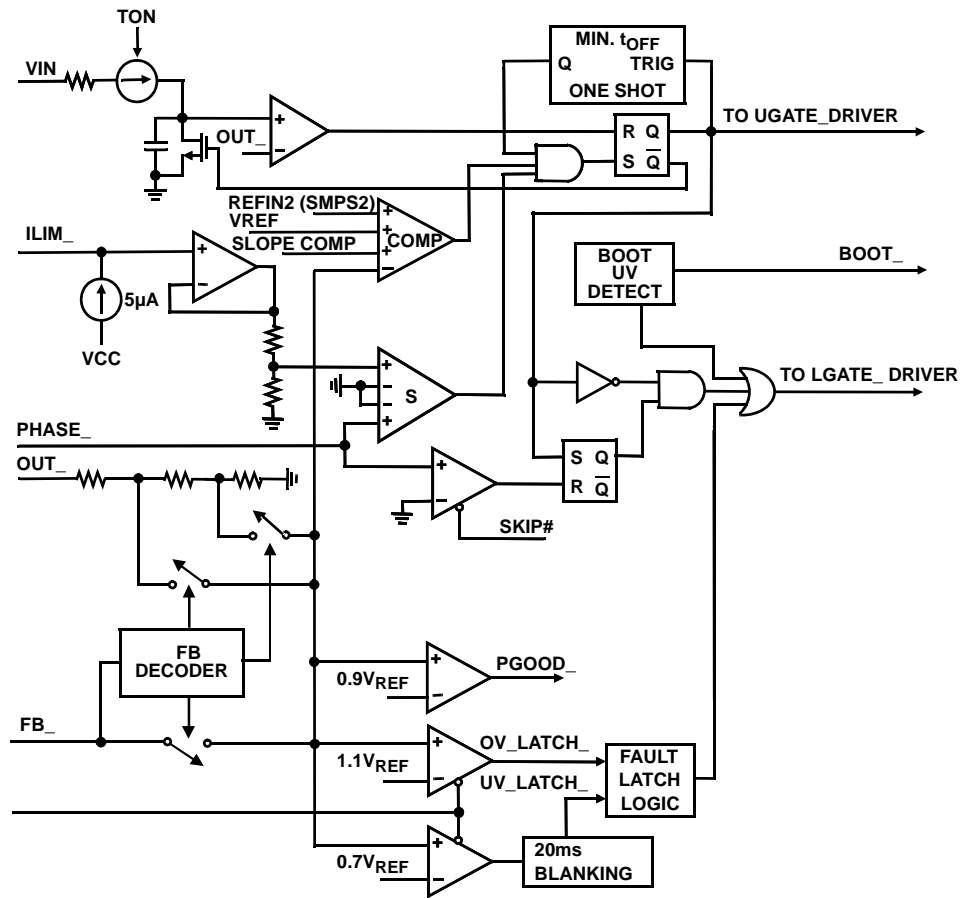 TON
VIN
OUT_
+
−
MIN. tOFF
Q TRIG
ONE SHOT
R Q
S Q
TO UGATE_DRIVER
REFIN2 (SMPS2)
VREF
SLOPE COMP
+
+
+
−
COMP
ILIM_
+
−
5µA
VCC
BOOT
UV
DETECT
BOOT_
+
−
−
+
S
TO LGATE_ DRIVER
PHASE_
OUT_
+
−
SKIP#
S Q
R Q
FB
DECODER
FB_
0.9VREF
+
−
PGOOD_
1.1VREF
+
−
OV_LATCH_
UV_LATCH_
FAULT
LATCH
LOGIC
0.7VREF
+
−
20ms
BLANKING